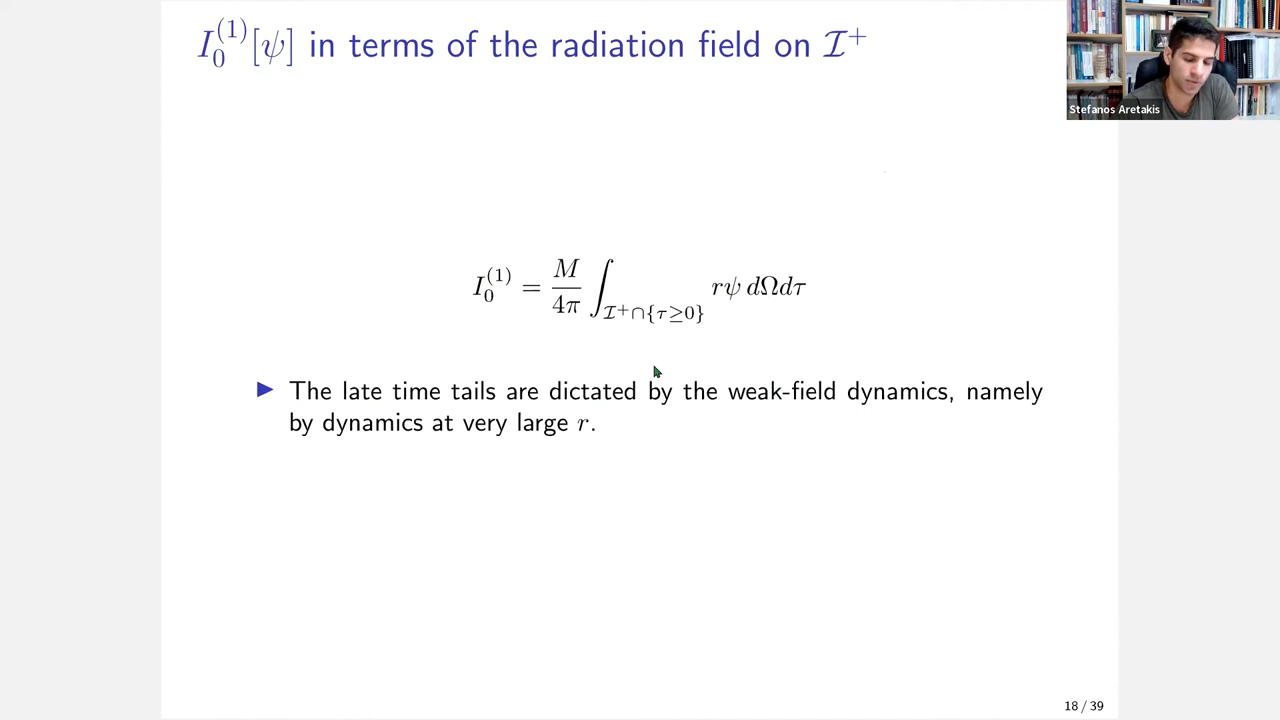 I_0^{(1)}[ψ] in terms of the radiation field on ℐ^+
Stefanos Aretakis
I_0^{(1)} = \frac{M}{4π} ∫_{ℐ^+∩{τ≥0}} rψ dΩdτ
▶ The late time tails are dictated by the weak-field dynamics, namely
by dynamics at very large r.
18 / 39